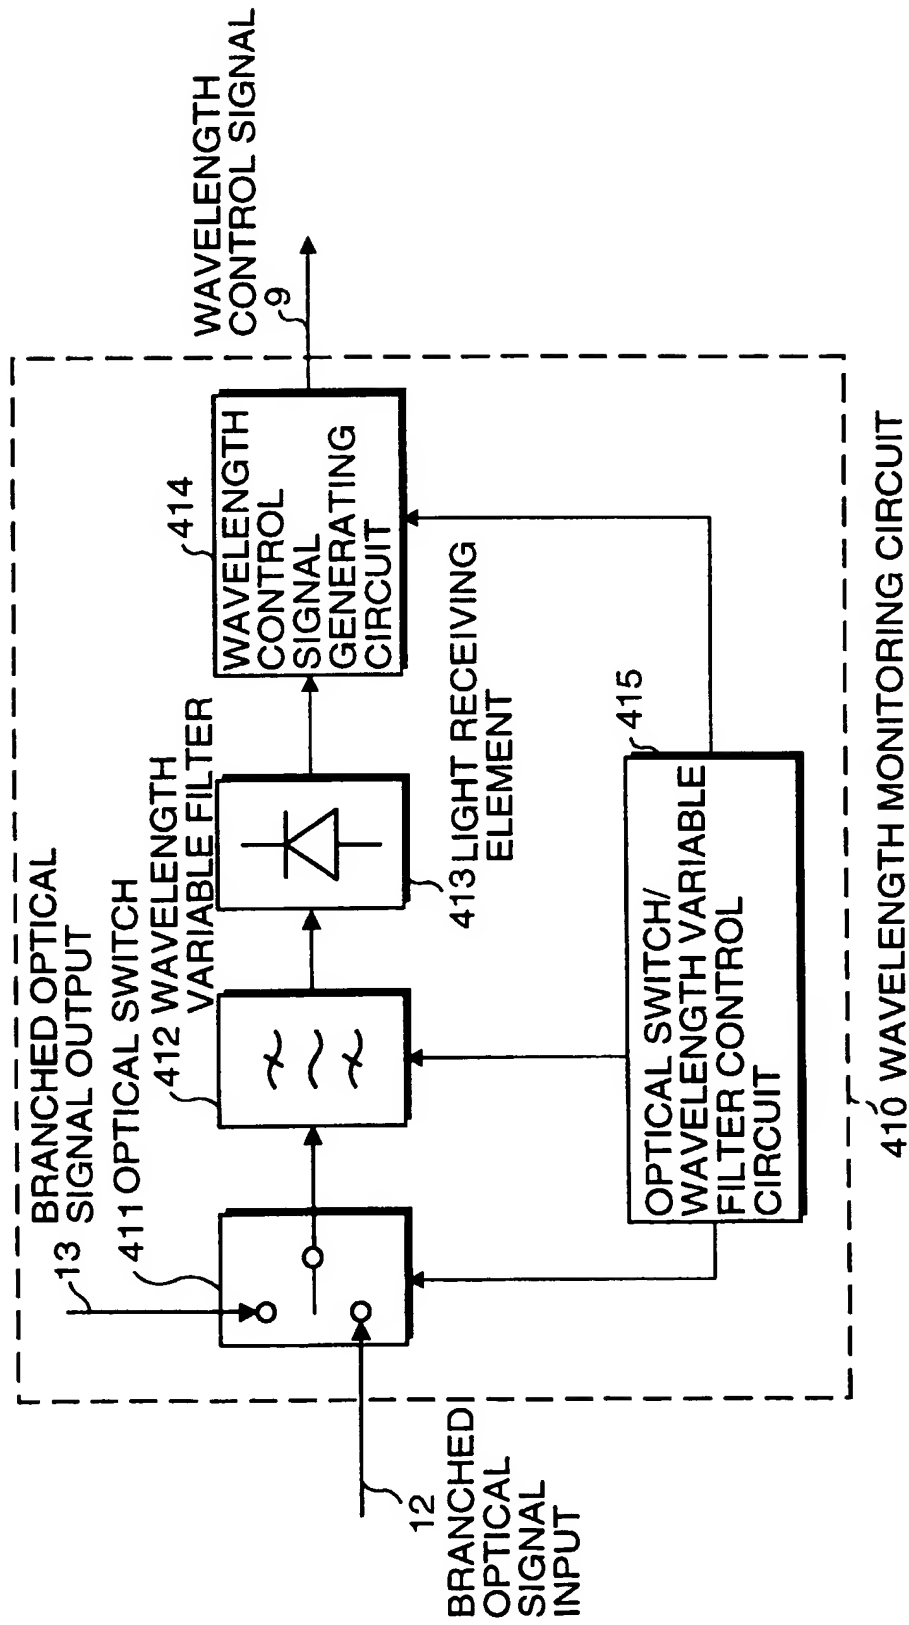 BRANCHED OPTICAL
SIGNAL OUTPUT
13
411 OPTICAL SWITCH
412 WAVELENGTH
VARIABLE FILTER
414
WAVELENGTH
CONTROL SIGNAL
9
WAVELENGTH
CONTROL
SIGNAL
GENERATING
CIRCUIT
12
BRANCHED
OPTICAL
SIGNAL
INPUT
413 LIGHT RECEIVING
ELEMENT
415
OPTICAL SWITCH/
WAVELENGTH VARIABLE
FILTER CONTROL
CIRCUIT
410 WAVELENGTH MONITORING CIRCUIT